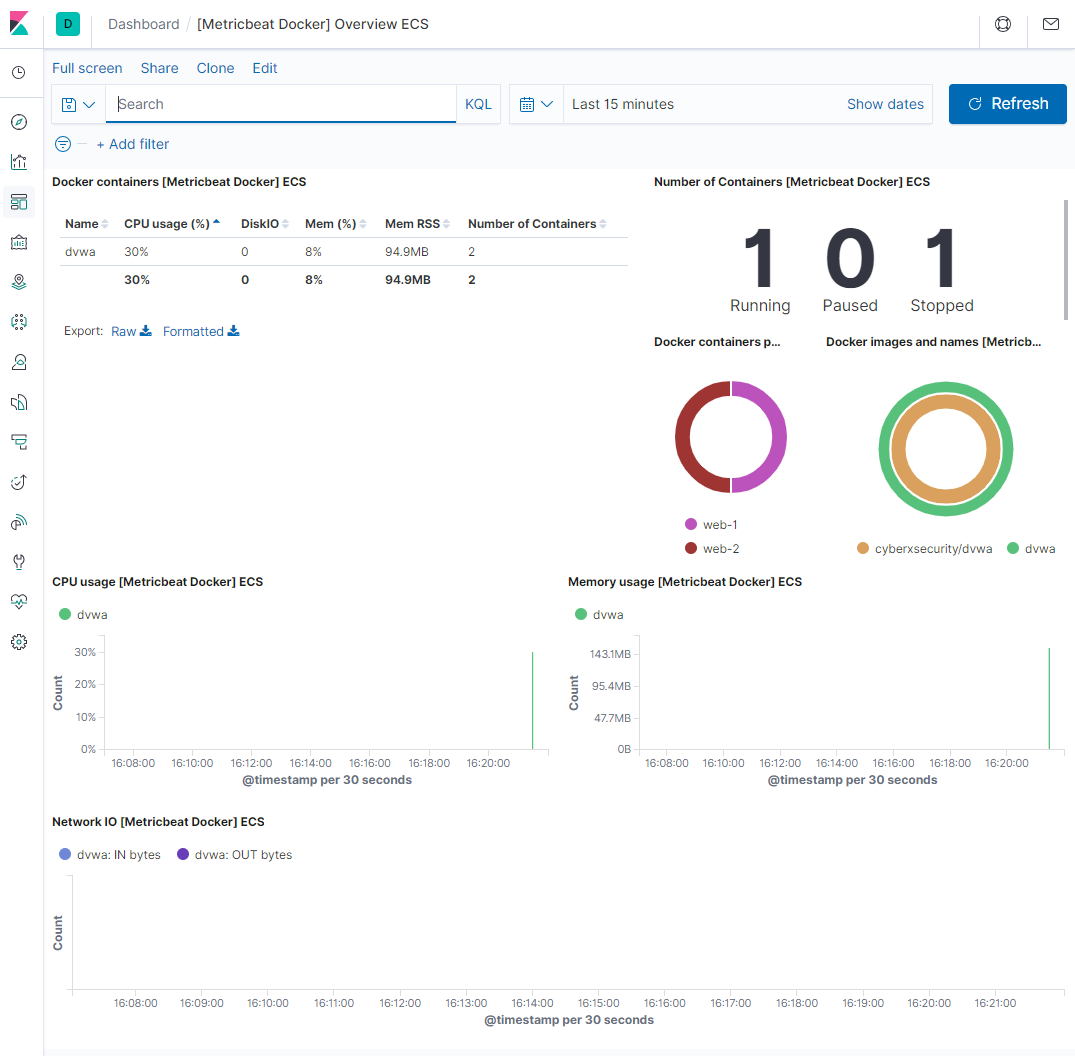 D Dashboard / [Metricbeat Docker] Overview ECS
Full screen Share Clone Edit
Search KQL Last 15 minutes Show dates Refresh
+ Add filter
Docker containers [Metricbeat Docker] ECS
Name CPU usage (%) DiskIO Mem (%) Mem RSS Number of Containers
dvwa 30% 0 8% 94.9MB 2
30% 0 8% 94.9MB 2
Export: Raw Formatted
Number of Containers [Metricbeat Docker] ECS
1 0 1
Running Paused Stopped
Docker containers p...
web-1
web-2
Docker images and names [Metricb...
cyberxsecurity/dvwa dvwa
CPU usage [Metricbeat Docker] ECS
dvwa
30%
20%
10%
0%
Count
16:08:00 16:10:00 16:12:00 16:14:00 16:16:00 16:18:00 16:20:00
@timestamp per 30 seconds
Memory usage [Metricbeat Docker] ECS
dvwa
143.1MB
95.4MB
47.7MB
0B
Count
16:08:00 16:10:00 16:12:00 16:14:00 16:16:00 16:18:00 16:20:00
@timestamp per 30 seconds
Network IO [Metricbeat Docker] ECS
dvwa: IN bytes dvwa: OUT bytes
Count
16:08:00 16:09:00 16:10:00 16:11:00 16:12:00 16:13:00 16:14:00 16:15:00 16:16:00 16:17:00 16:18:00 16:19:00 16:20:00 16:21:00
@timestamp per 30 seconds